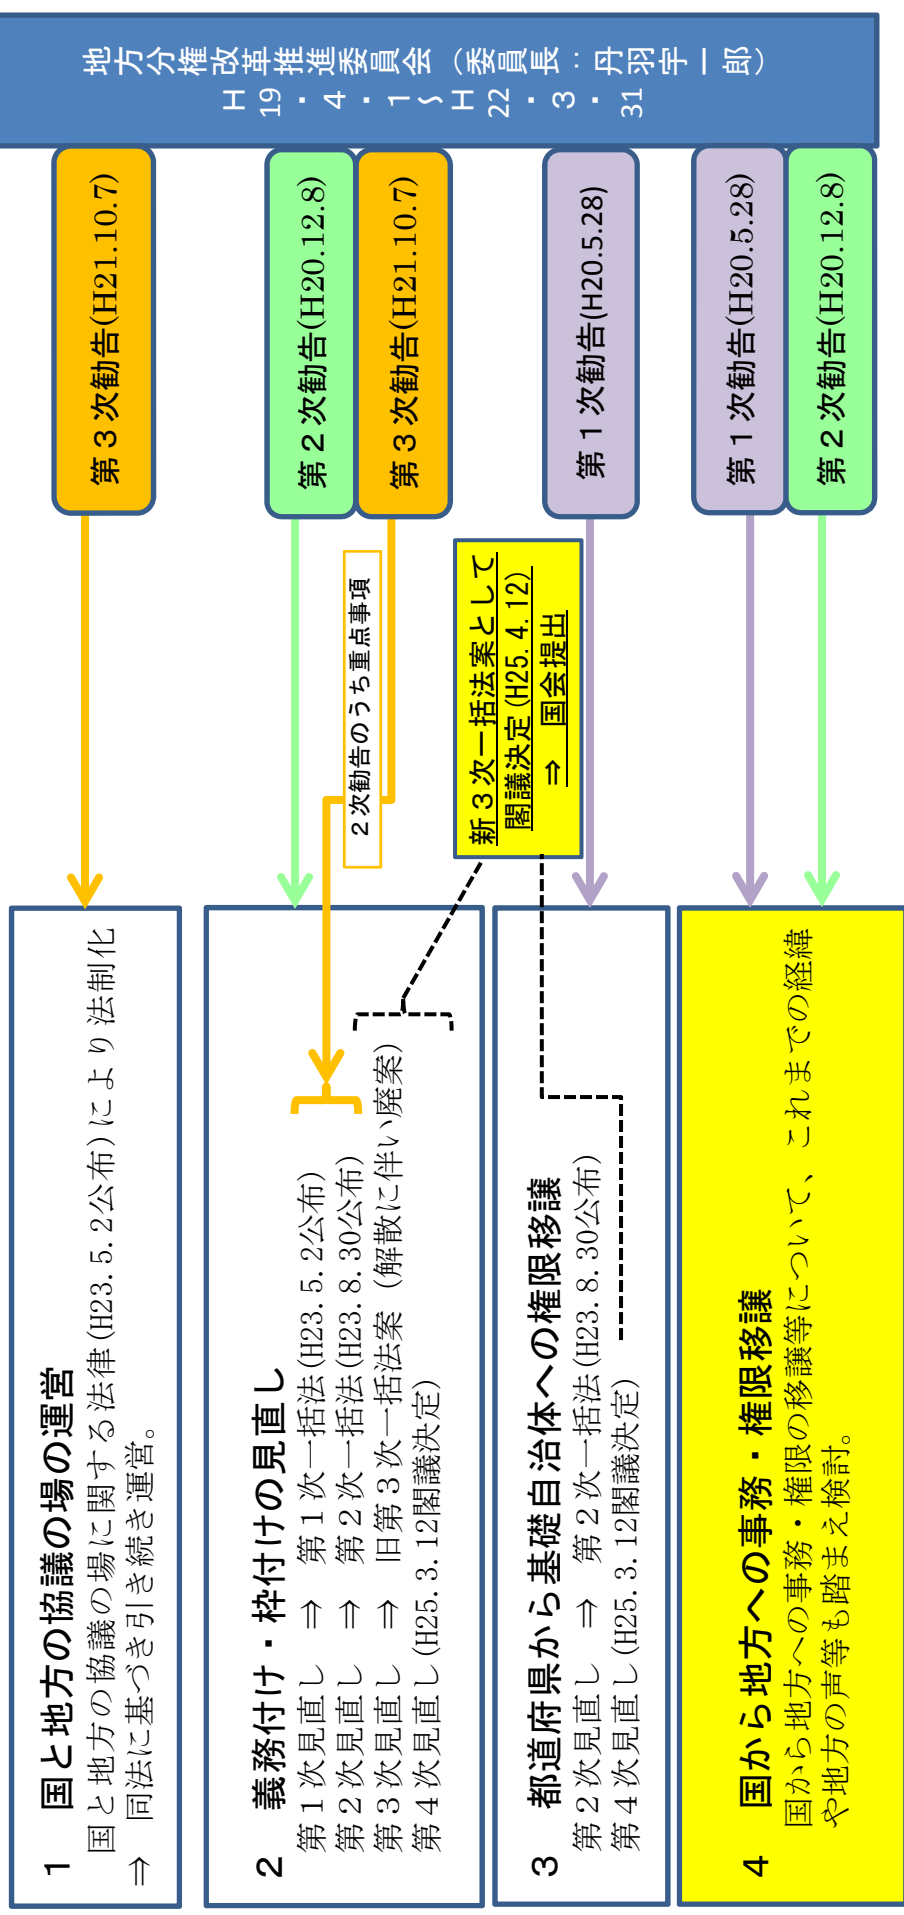 地方分権改革推進委員会（委員長：丹羽宇一郎）
Ｈ19・４・１～Ｈ22・３・31
第３次勧告(H21.10.7)
第２次勧告(H20.12.8)
第３次勧告(H21.10.7)
第１次勧告(H20.5.28)
第１次勧告(H20.5.28)
第２次勧告(H20.12.8)
２次勧告のうち重点事項
新３次一括法案として
閣議決定(H25.4.12)
⇒　国会提出
１　国と地方の協議の場の運営
国と地方の協議の場に関する法律(H23.5.2公布)により法制化
⇒　同法に基づき引き続き運営。
２　義務付け・枠付けの見直し
第１次見直し　⇒　第１次一括法(H23.5.2公布)
第２次見直し　⇒　第２次一括法(H23.8.30公布)
第３次見直し　⇒　旧第３次一括法案（解散に伴い廃案）
第４次見直し(H25.3.12閣議決定)
３　都道府県から基礎自治体への権限移譲
第２次見直し　⇒　第２次一括法(H23.8.30公布)
第４次見直し(H25.3.12閣議決定)
４　国から地方への事務・権限移譲
国から地方への事務・権限の移譲等について、これまでの経緯
や地方の声等も踏まえ検討。